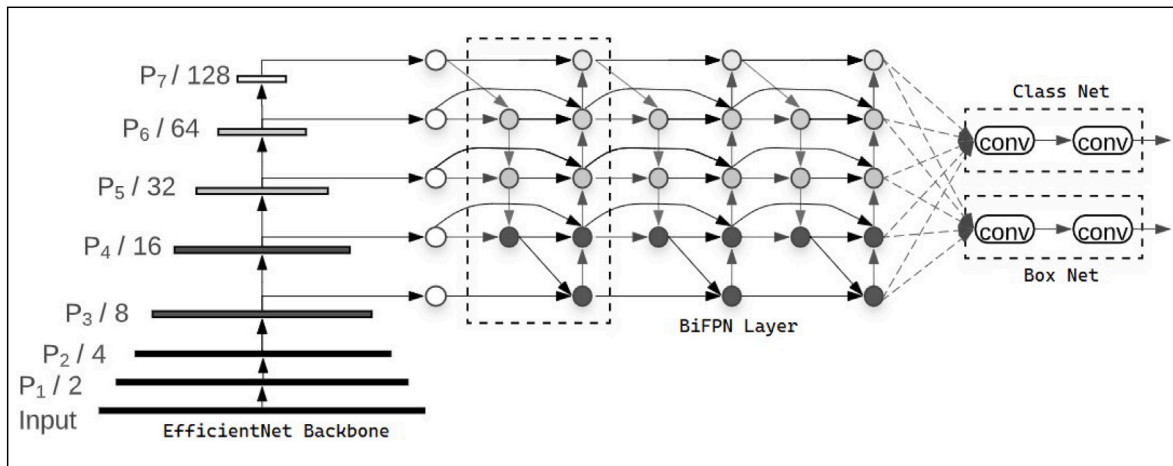 P7 / 128
P6 / 64
P5 / 32
P4 / 16
P3 / 8
P2 / 4
P1 / 2
Input
EfficientNet Backbone
BiFPN Layer
Class Net
conv conv
conv conv
Box Net